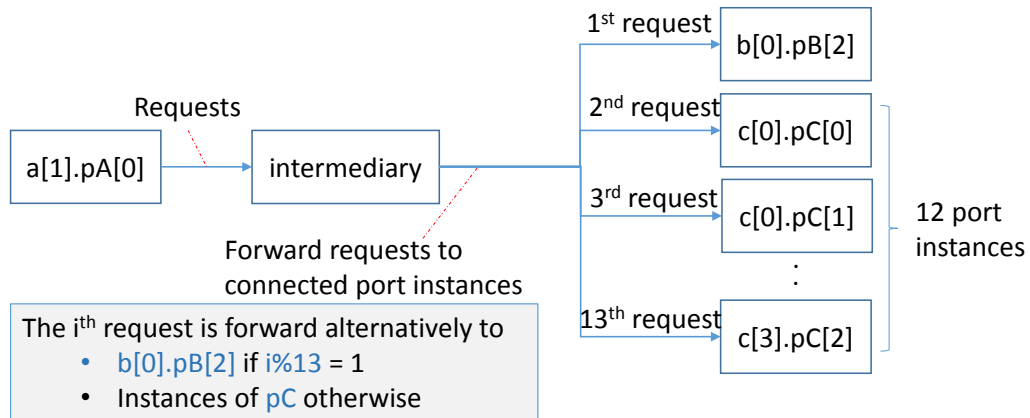 1st request
b[0].pB[2]
2nd request
c[0].pC[0]
Requests
a[1].pA[0]
intermediary
3rd request
c[0].pC[1]
12 port
instances
Forward requests to
connected port instances
:
13th request
c[3].pC[2]
The ith request is forward alternatively to
• b[0].pB[2] if i%13 = 1
• Instances of pC otherwise